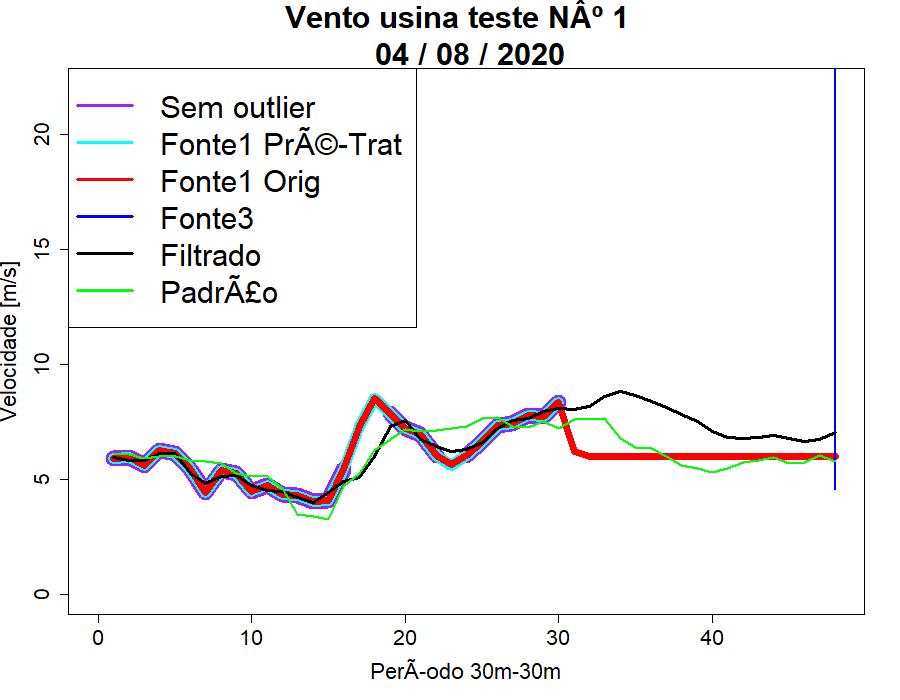 Vento usina teste NÂº 1
04 / 08 / 2020
Sem outlier
Fonte1 PrÃ©-Trat
Fonte1 Orig
Fonte3
Filtrado
PadrÃ£o
Velocidade [m/s]
20
15
10
5
0
0 10 20 30 40
PerÃ-odo 30m-30m